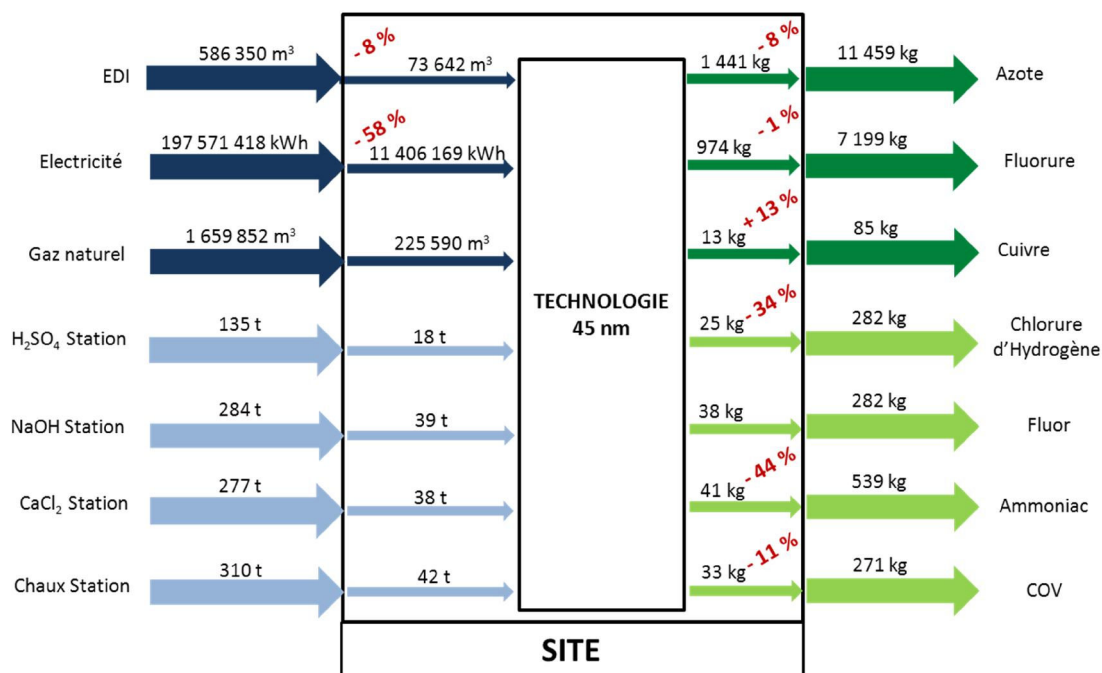 586 350 m³
- 8 %
- 8 %
EDI
73 642 m³
1 441 kg
11 459 kg
Azote
197 571 418 kWh
- 58 %
- 1 %
Electricité
11 406 169 kWh
974 kg
7 199 kg
Fluorure
+ 13 %
Gaz naturel
1 659 852 m³
225 590 m³
13 kg
85 kg
Cuivre
TECHNOLOGIE
45 nm
- 34 %
H₂SO₄ Station
135 t
18 t
25 kg
282 kg
Chlorure
d’Hydrogène
NaOH Station
284 t
39 t
38 kg
282 kg
Fluor
- 44 %
CaCl₂ Station
277 t
38 t
41 kg
539 kg
Ammoniac
- 11 %
Chaux Station
310 t
42 t
33 kg
271 kg
COV
SITE